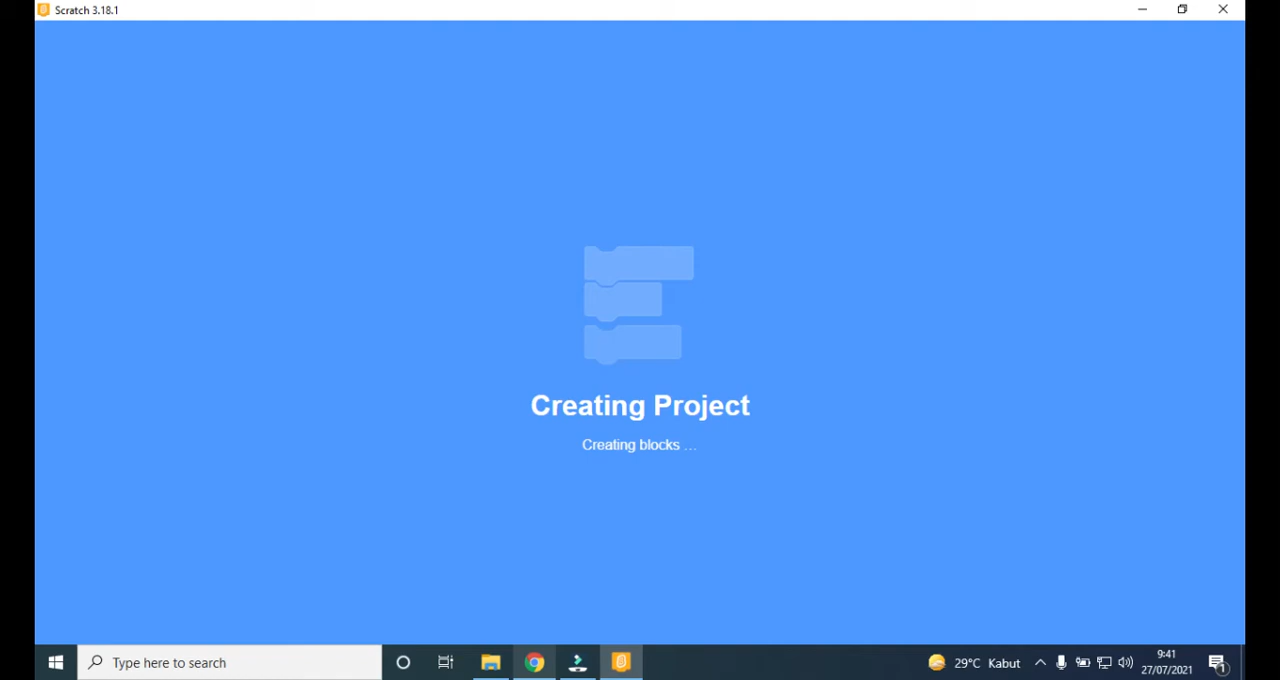 Scratch 3.18.1
Creating Project
Creating blocks …
Type here to search
29°C Kabut
9:41
27/07/2021
1